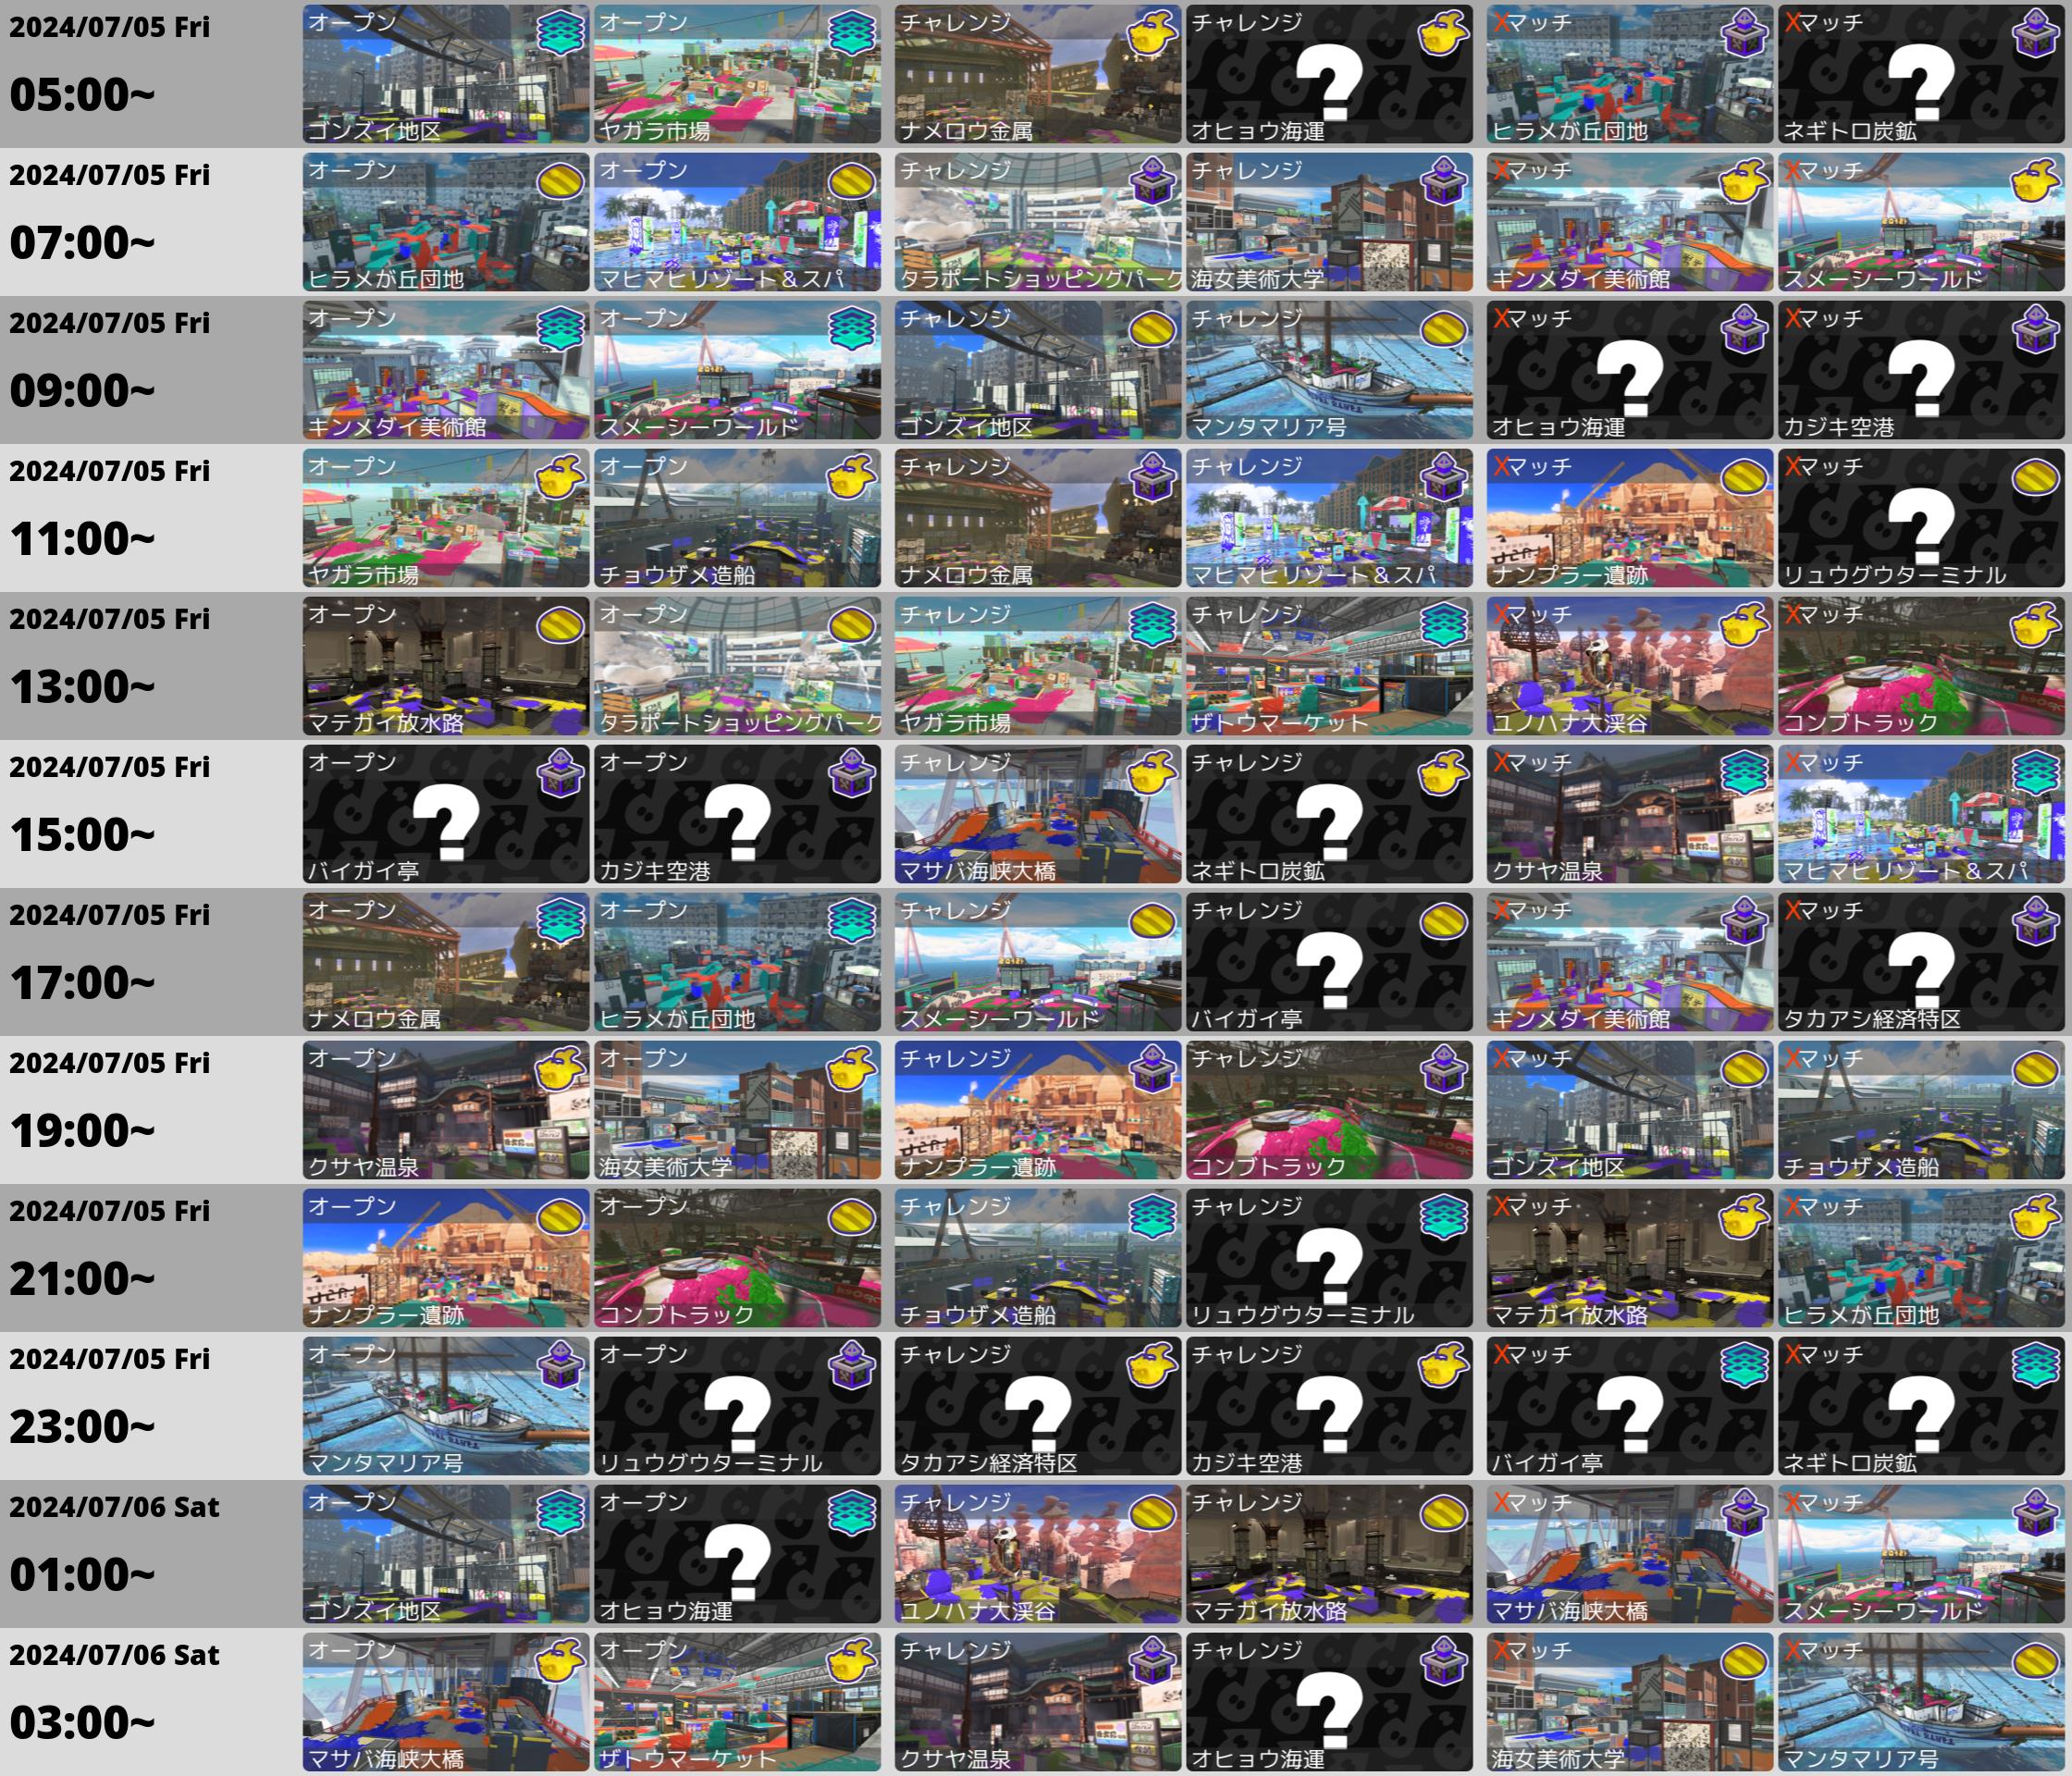 2024/07/05 Fri
05:00~
オープン オープン チャレンジ チャレンジ Xマッチ Xマッチ
ゴンズイ地区 ヤガラ市場 ナメロウ金属 オヒョウ海運 ヒラメが丘団地 ネギトロ炭鉱
2024/07/05 Fri
07:00~
オープン オープン チャレンジ チャレンジ Xマッチ Xマッチ
ヒラメが丘団地 マヒマヒリゾート&スパ タラポートショッピングパーク 海女美術大学 キンメダイ美術館 スメーシーワールド
2024/07/05 Fri
09:00~
オープン オープン チャレンジ チャレンジ Xマッチ Xマッチ
キンメダイ美術館 スメーシーワールド ゴンズイ地区 マンタマリア号 オヒョウ海運 カジキ空港
2024/07/05 Fri
11:00~
オープン オープン チャレンジ チャレンジ Xマッチ Xマッチ
ヤガラ市場 チョウザメ造船 ナメロウ金属 マヒマヒリゾート&スパ ナンプラー遺跡 リュウグウターミナル
2024/07/05 Fri
13:00~
オープン オープン チャレンジ チャレンジ Xマッチ Xマッチ
マテガイ放水路 タラポートショッピングパーク ヤガラ市場 ザトウマーケット ユノハナ大渓谷 コンブトラック
2024/07/05 Fri
15:00~
オープン オープン チャレンジ チャレンジ Xマッチ Xマッチ
バイガイ亭 カジキ空港 マサバ海峡大橋 ネギトロ炭鉱 クサヤ温泉 マヒマヒリゾート&スパ
2024/07/05 Fri
17:00~
オープン オープン チャレンジ チャレンジ Xマッチ Xマッチ
ナメロウ金属 ヒラメが丘団地 スメーシーワールド バイガイ亭 キンメダイ美術館 タカアシ経済特区
2024/07/05 Fri
19:00~
オープン オープン チャレンジ チャレンジ Xマッチ Xマッチ
クサヤ温泉 海女美術大学 ナンプラー遺跡 コンブトラック ゴンズイ地区 チョウザメ造船
2024/07/05 Fri
21:00~
オープン オープン チャレンジ チャレンジ Xマッチ Xマッチ
ナンプラー遺跡 コンブトラック チョウザメ造船 リュウグウターミナル マテガイ放水路 ヒラメが丘団地
2024/07/05 Fri
23:00~
オープン オープン チャレンジ チャレンジ Xマッチ Xマッチ
マンタマリア号 リュウグウターミナル タカアシ経済特区 カジキ空港 バイガイ亭 ネギトロ炭鉱
2024/07/06 Sat
01:00~
オープン オープン チャレンジ チャレンジ Xマッチ Xマッチ
ゴンズイ地区 オヒョウ海運 ユノハナ大渓谷 マテガイ放水路 マサバ海峡大橋 スメーシーワールド
2024/07/06 Sat
03:00~
オープン オープン チャレンジ チャレンジ Xマッチ Xマッチ
マサバ海峡大橋 ザトウマーケット クサヤ温泉 オヒョウ海運 海女美術大学 マンタマリア号